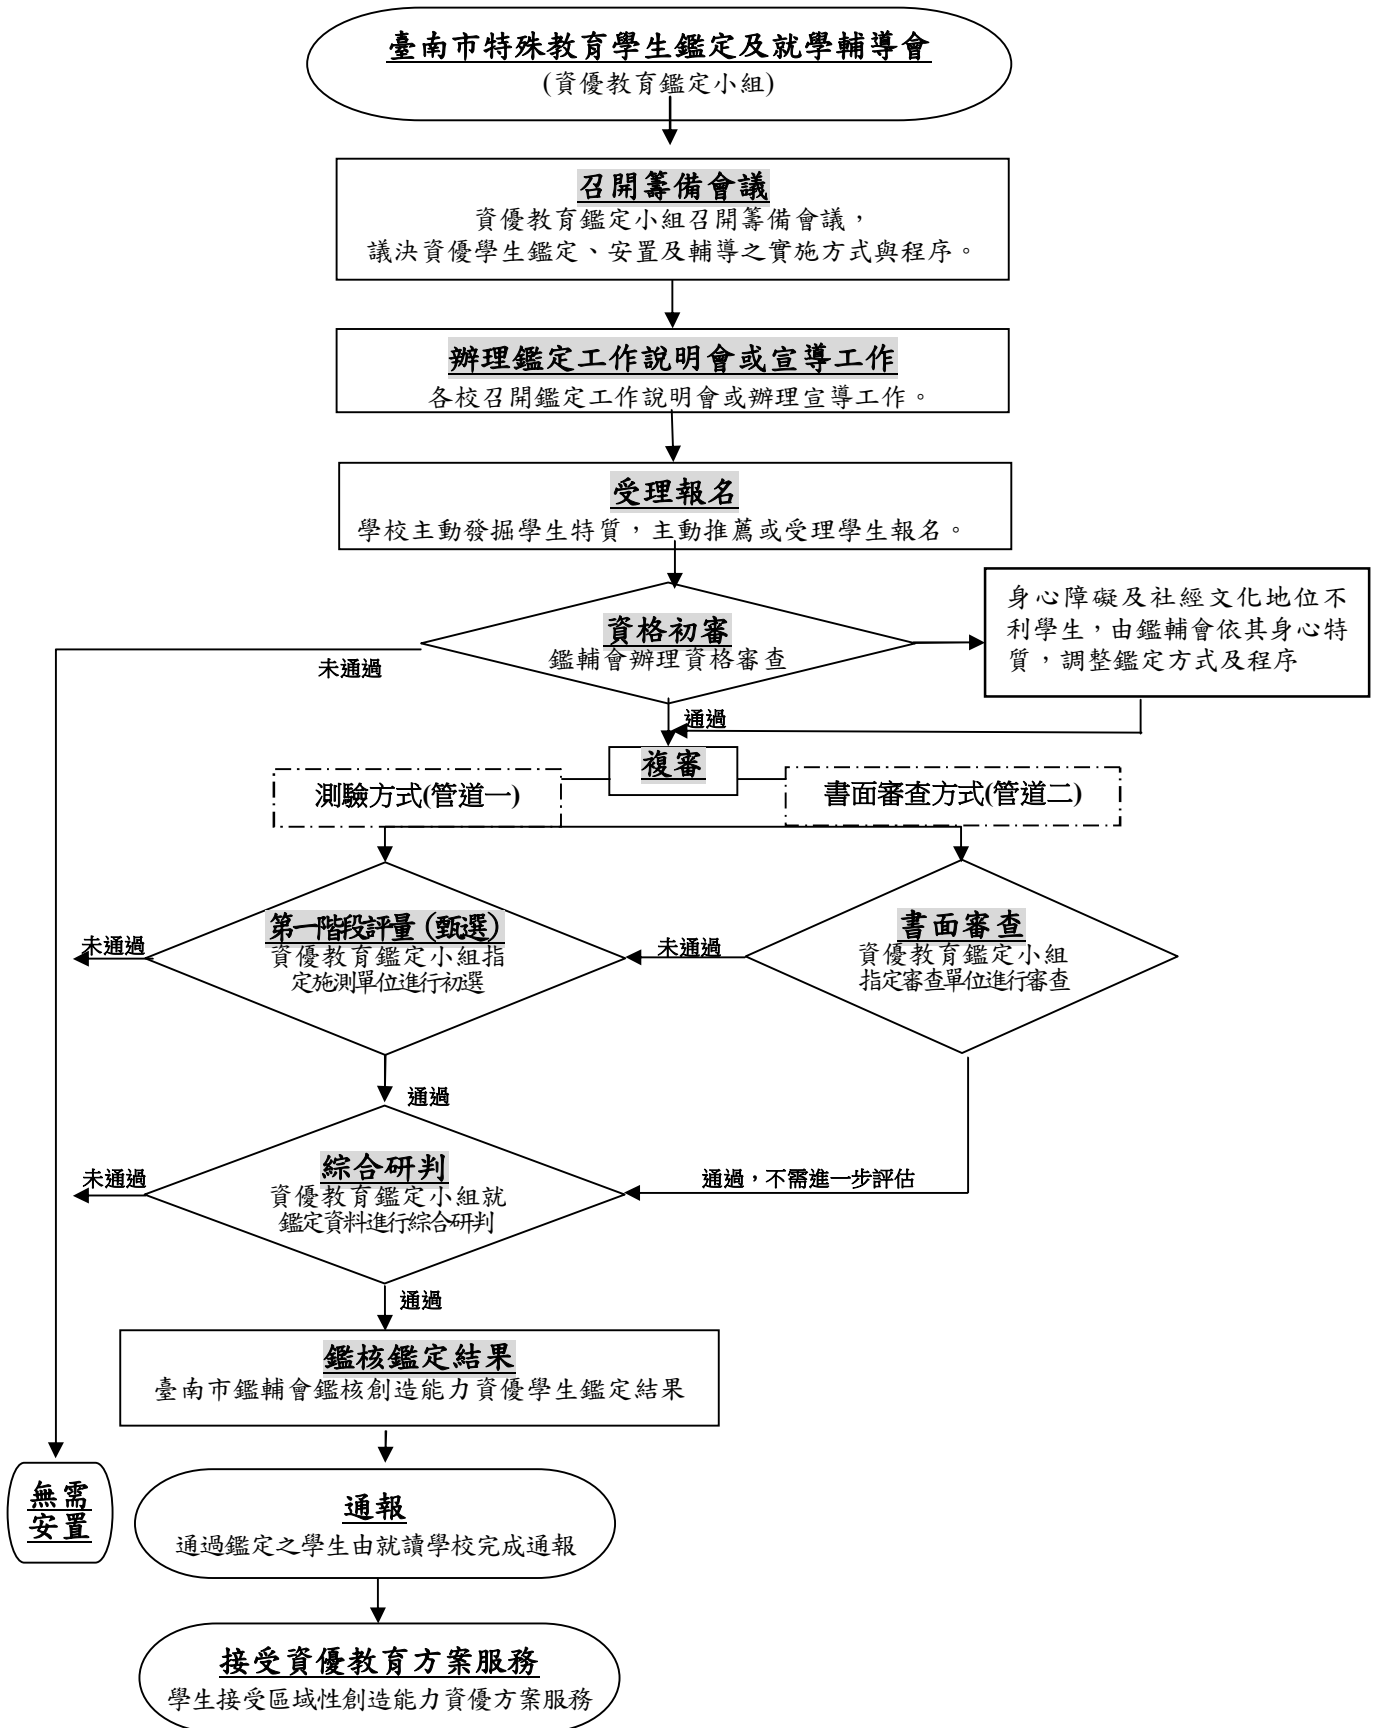 臺南市特殊教育學生鑑定及就學輔導會
(資優教育鑑定小組)
召開籌備會議
資優教育鑑定小組召開籌備會議，
議決資優學生鑑定、安置及輔導之實施方式與程序。
辦理鑑定工作說明會或宣導工作
各校召開鑑定工作說明會或辦理宣導工作。
受理報名
學校主動發掘學生特質，主動推薦或受理學生報名。
資格初審
鑑輔會辦理資格審查
身心障礙及社經文化地位不
利學生，由鑑輔會依其身心特
質，調整鑑定方式及程序
未通過
通過
複審
測驗方式(管道一)
書面審查方式(管道二)
第一階段評量(甄選)
資優教育鑑定小組指
定施測單位進行初選
未通過
未通過
書面審查
資優教育鑑定小組
指定審查單位進行審查
通過
綜合研判
資優教育鑑定小組就
鑑定資料進行綜合研判
未通過
通過，不需進一步評估
通過
鑑核鑑定結果
臺南市鑑輔會鑑核創造能力資優學生鑑定結果
無需
安置
通報
通過鑑定之學生由就讀學校完成通報
接受資優教育方案服務
學生接受區域性創造能力資優方案服務